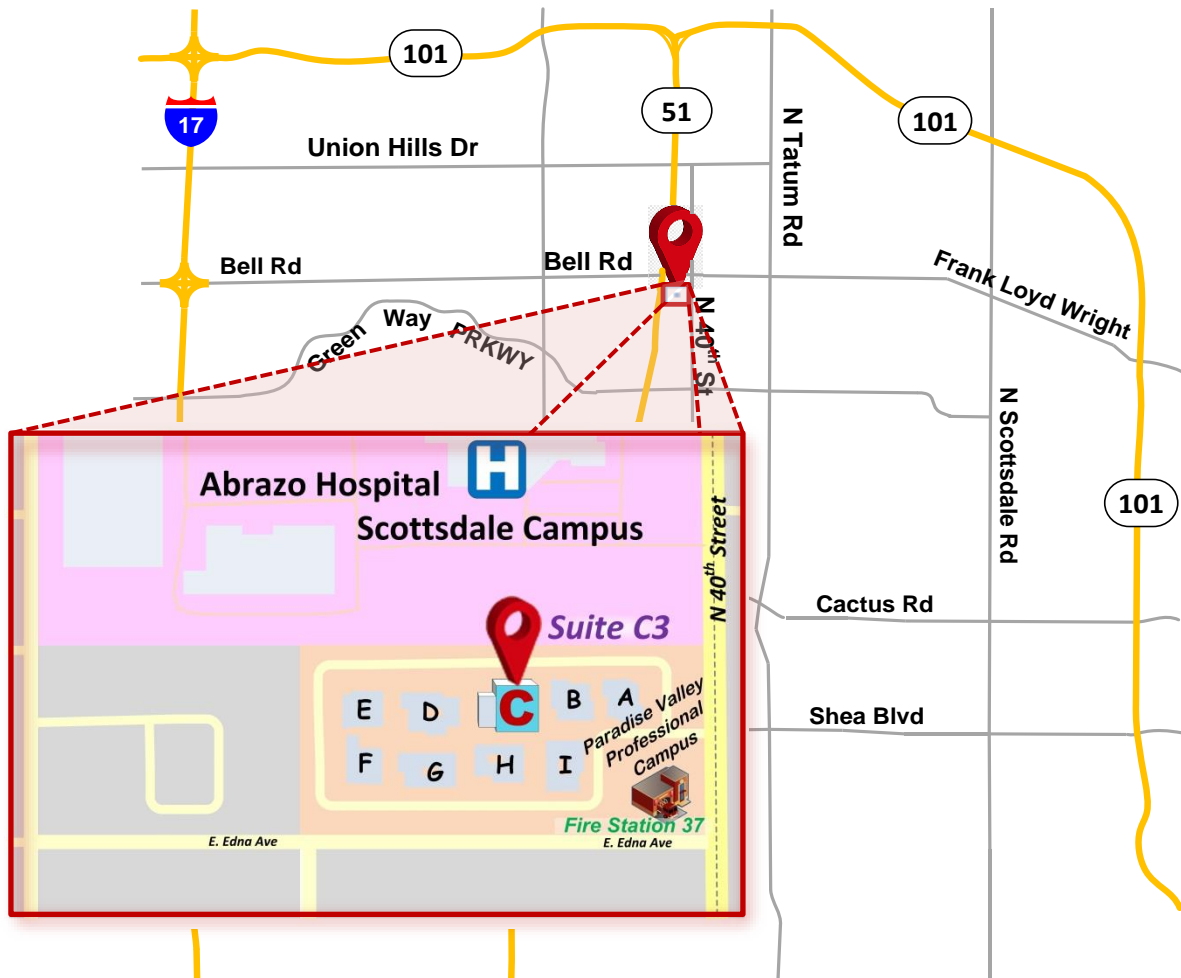 101
51
17
101
N Tatum Rd
Union Hills Dr
Bell Rd
Bell Rd
Frank Loyd Wright
Green Way PRKWY
N 40th St
N Scottsdale Rd
101
Abrazo Hospital H
Scottsdale Campus
N 40th Street
Suite C3
Cactus Rd
E D C B A
Paradise Valley
Professional
Campus
Shea Blvd
F G H I
Fire Station 37
E. Edna Ave
E. Edna Ave